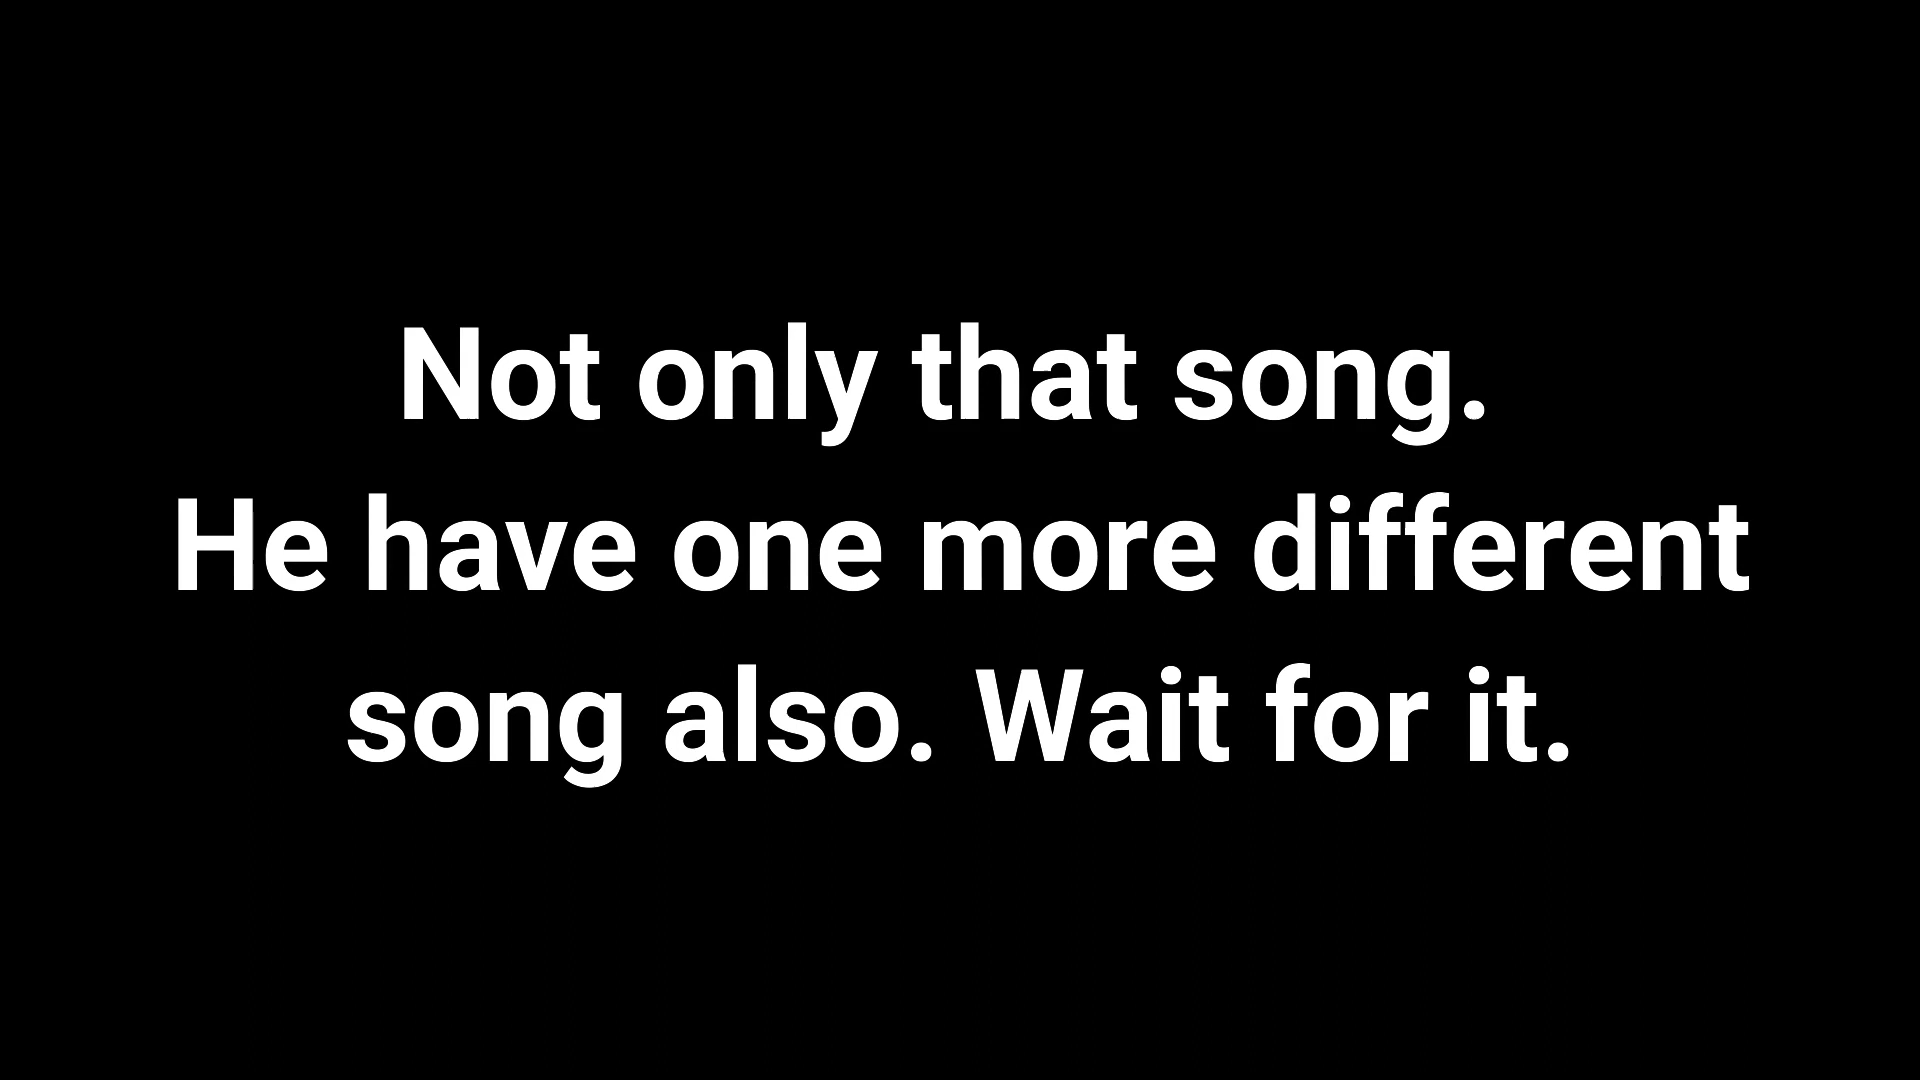 Not only that song.
He have one more different
song also. Wait for it.